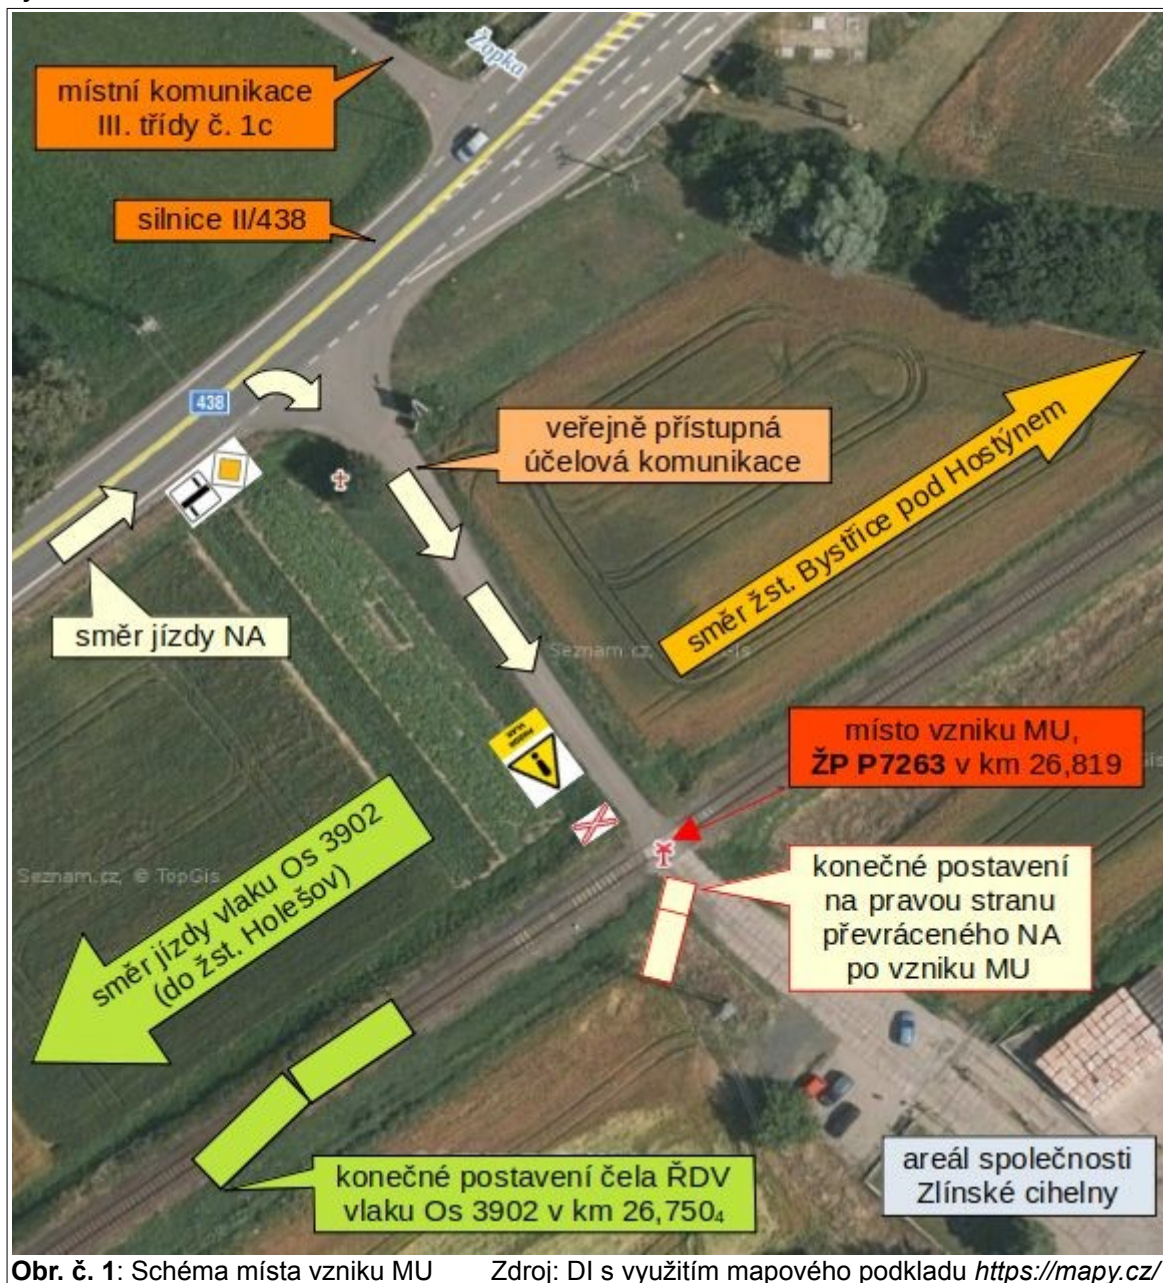 Žopka
místní komunikace
III. třídy č. 1c
silnice II/438
438
veřejně přístupná
účelová komunikace
směr žst. Bystřice pod Hostýnem
směr jízdy NA
Seznam.cz,
POZOR
VLAK
místo vzniku MU,
ŽP P7263 v km 26,819
Seznam.cz, © TopGis
směr jízdy vlaku Os 3902
(do žst. Holešov)
konečné postavení
na pravou stranu
převráceného NA
po vzniku MU
konečné postavení čela ŘDV
vlaku Os 3902 v km 26,750₄
areál společnosti
Zlínské cihelny
Obr. č. 1: Schéma místa vzniku MU Zdroj: DI s využitím mapového podkladu https://mapy.cz/